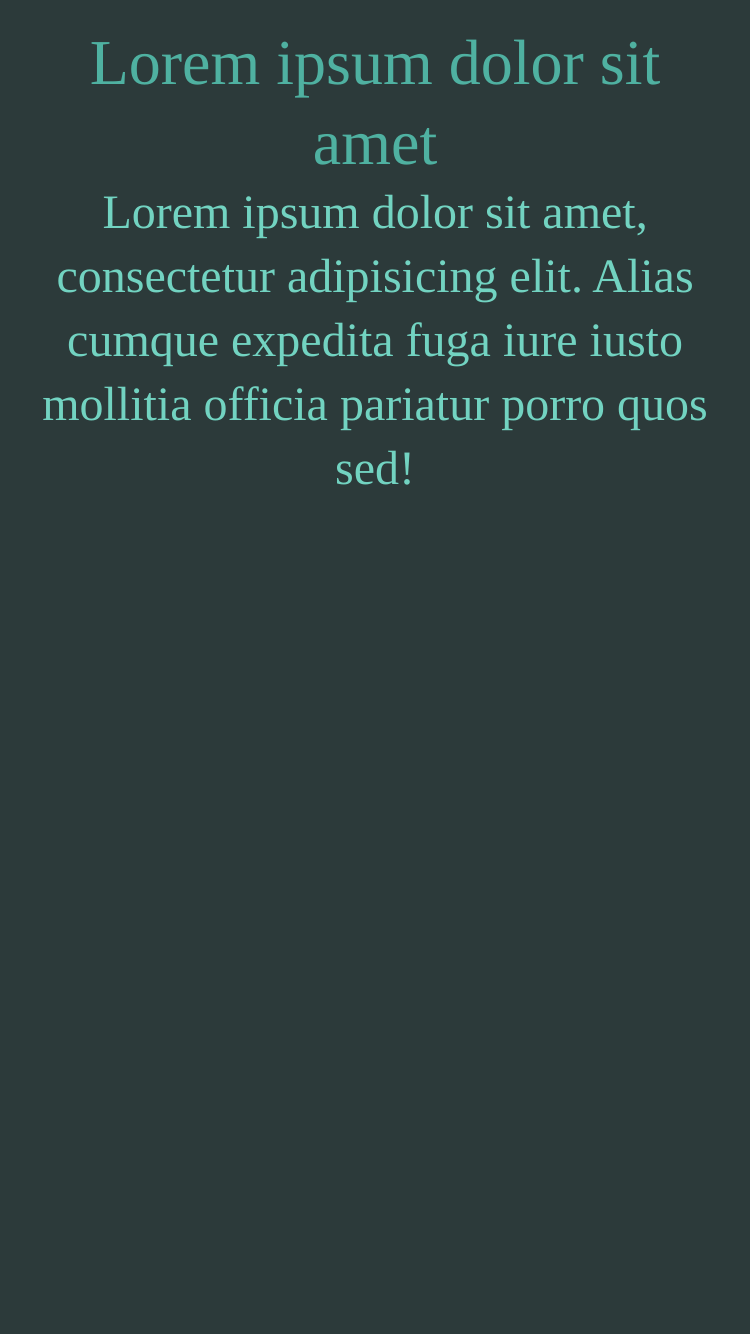 Lorem ipsum dolor sit
amet
Lorem ipsum dolor sit amet,
consectetur adipisicing elit. Alias
cumque expedita fuga iure iusto
mollitia officia pariatur porro quos
sed!